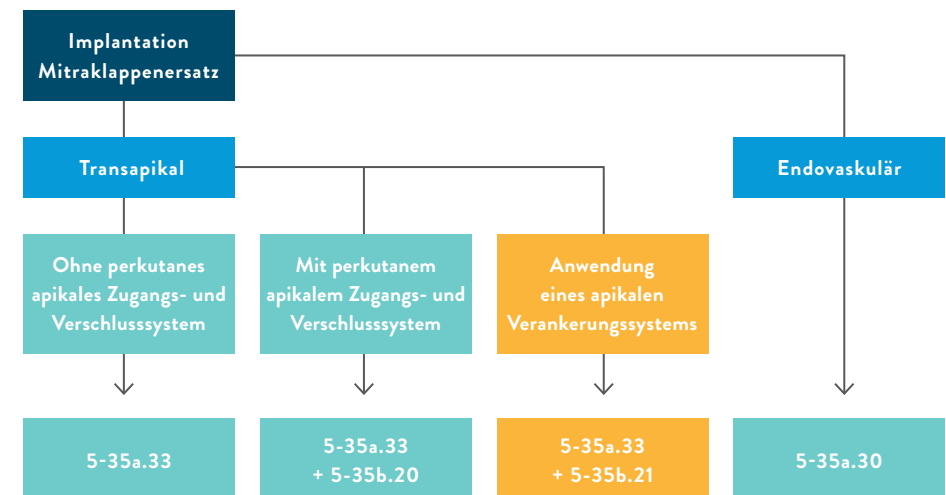 Implantation
Mitraklappenersatz
Transapikal
Endovaskulär
Ohne perkutanes
apikales Zugangs- und
Verschlusssystem
Mit perkutanem
apikalem Zugangs- und
Verschlusssystem
Anwendung
eines apikalen
Verankerungssystems
5-35a.33
5-35a.33
+ 5-35b.20
5-35a.33
+ 5-35b.21
5-35a.30